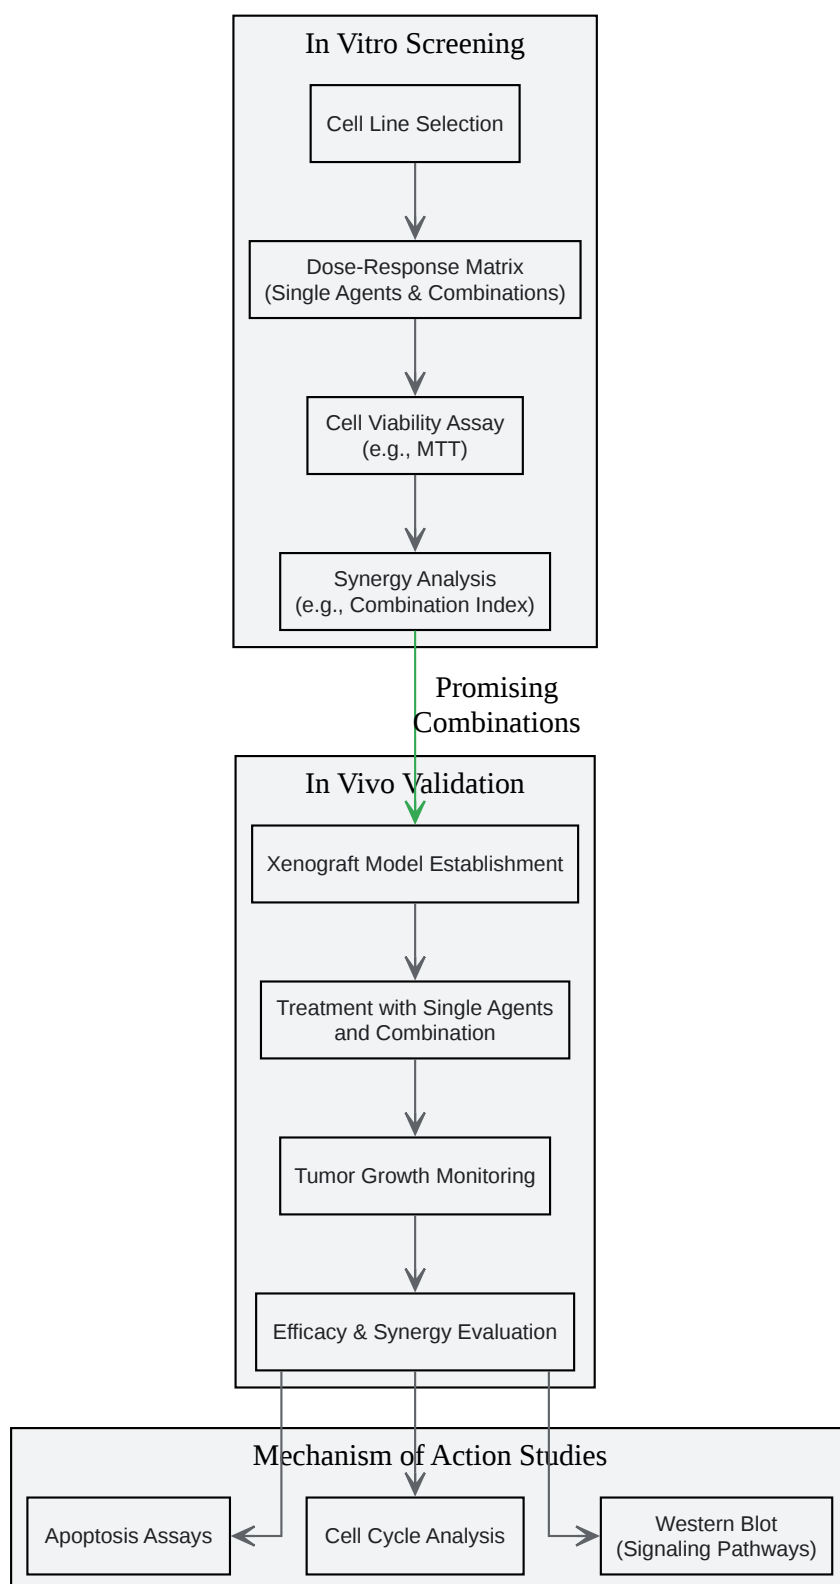 In Vitro Screening
Cell Line Selection
Dose-Response Matrix
(Single Agents & Combinations)
Cell Viability Assay
(e.g., MTT)
Synergy Analysis
(e.g., Combination Index)
Promising
Combinations
In Vivo Validation
Xenograft Model Establishment
Treatment with Single Agents
and Combination
Tumor Growth Monitoring
Efficacy & Synergy Evaluation
Mechanism of Action Studies
Apoptosis Assays
Cell Cycle Analysis
Western Blot
(Signaling Pathways)